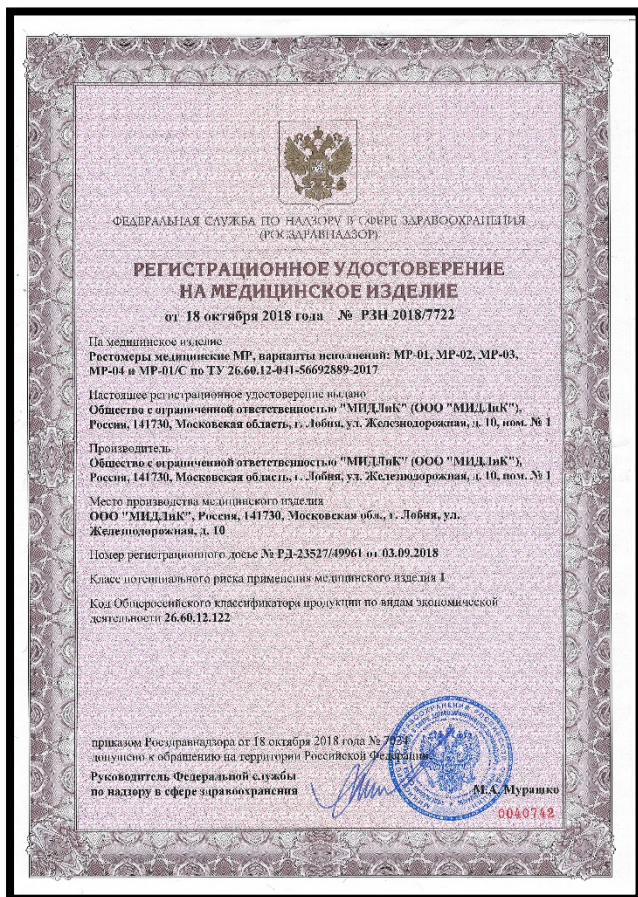 ФЕДЕРАЛЬНАЯ СЛУЖБА ПО НАДЗОРУ В СФЕРЕ ЗДРАВООХРАНЕНИЯ
(РОСЗДРАВНАДЗОР)
РЕГИСТРАЦИОННОЕ УДОСТОВЕРЕНИЕ
НА МЕДИЦИНСКОЕ ИЗДЕЛИЕ
от 18 октября 2018 года № РЗН 2018/7722
На медицинское изделие
Ростомеры медицинские МР, варианты исполнений: МР-01, МР-02, МР-03,
МР-04 и МР-01/С по ТУ 26.60.12-041-56692889-2017
Настоящее регистрационное удостоверение выдано
Общество с ограниченной ответственностью "МИДЛиК" (ООО "МИДЛиК"),
Россия, 141730, Московская область, г. Лобня, ул. Железнодорожная, д. 10, пом. № 1
Производитель
Общество с ограниченной ответственностью "МИДЛиК" (ООО "МИДЛиК"),
Россия, 141730, Московская область, г. Лобня, ул. Железнодорожная, д. 10, пом. № 1
Место производства медицинского изделия
ООО "МИДЛиК", Россия, 141730, Московская обл., г. Лобня, ул.
Железнодорожная, д. 10
Номер регистрационного досье № РД-23527/49961 от 03.09.2018
Класс потенциального риска применения медицинского изделия 1
Код Общероссийского классификатора продукции по видам экономической
деятельности 26.60.12.122
приказом Росздравнадзора от 18 октября 2018 года №
допущено к обращению на территории Российской Федерации.
Руководитель Федеральной службы
по надзору в сфере здравоохранения
М.А. Мурашко
0040742